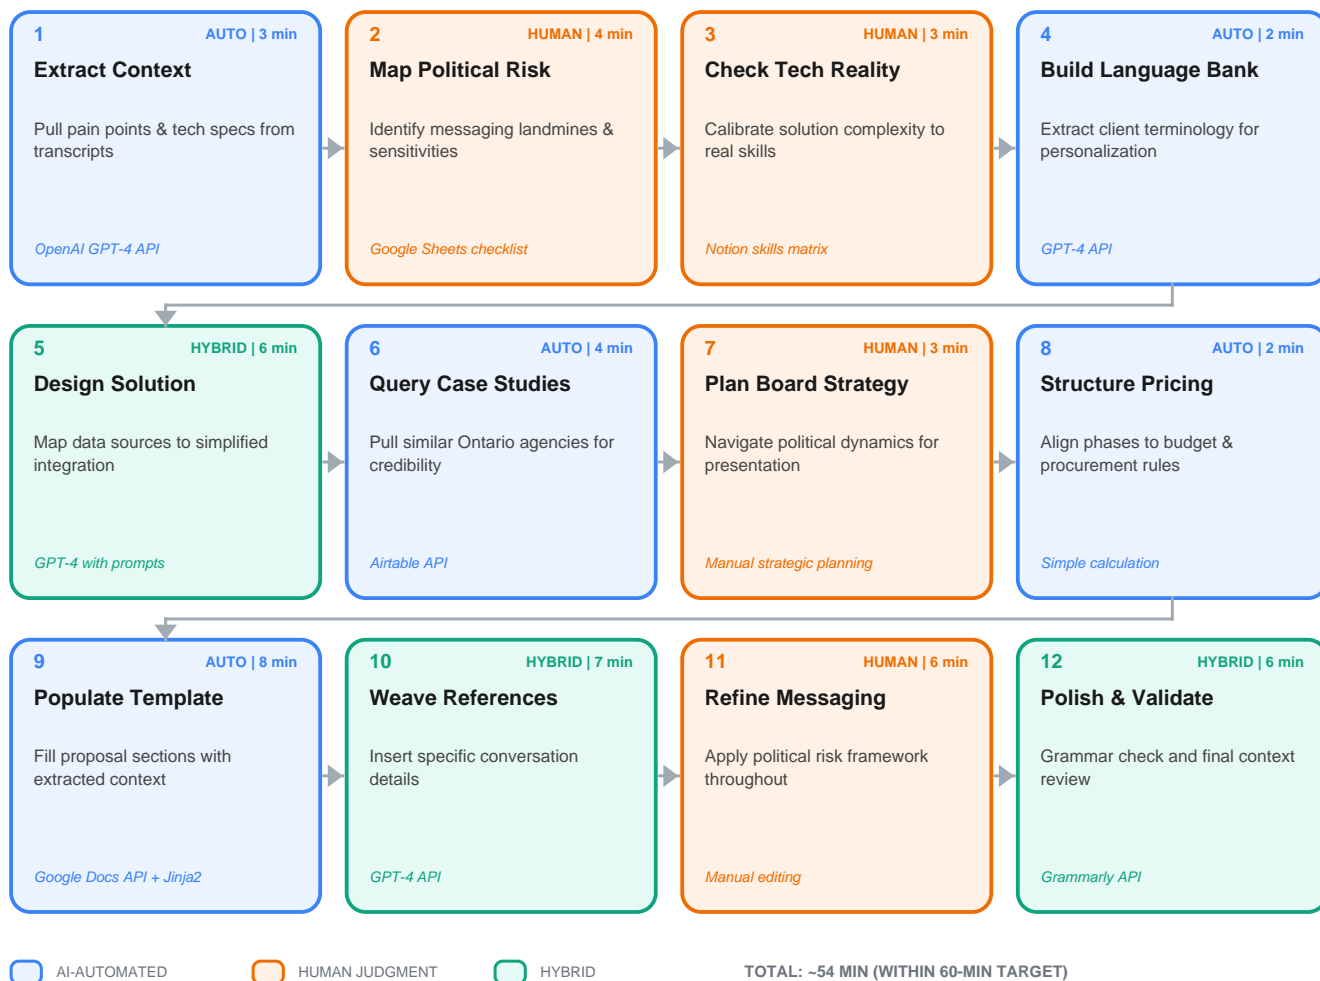 1 AUTO | 3 min
Extract Context
Pull pain points & tech specs from
transcripts
OpenAI GPT-4 API
2 HUMAN | 4 min
Map Political Risk
Identify messaging landmines &
sensitivities
Google Sheets checklist
3 HUMAN | 3 min
Check Tech Reality
Calibrate solution complexity to
real skills
Notion skills matrix
4 AUTO | 2 min
Build Language Bank
Extract client terminology for
personalization
GPT-4 API
5 HYBRID | 6 min
Design Solution
Map data sources to simplified
integration
GPT-4 with prompts
6 AUTO | 4 min
Query Case Studies
Pull similar Ontario agencies for
credibility
Airtable API
7 HUMAN | 3 min
Plan Board Strategy
Navigate political dynamics for
presentation
Manual strategic planning
8 AUTO | 2 min
Structure Pricing
Align phases to budget &
procurement rules
Simple calculation
9 AUTO | 8 min
Populate Template
Fill proposal sections with
extracted context
Google Docs API + Jinja2
10 HYBRID | 7 min
Weave References
Insert specific conversation
details
GPT-4 API
11 HUMAN | 6 min
Refine Messaging
Apply political risk framework
throughout
Manual editing
12 HYBRID | 6 min
Polish & Validate
Grammar check and final context
review
Grammarly API
AI-AUTOMATED
HUMAN JUDGMENT
HYBRID
TOTAL: ~54 MIN (WITHIN 60-MIN TARGET)